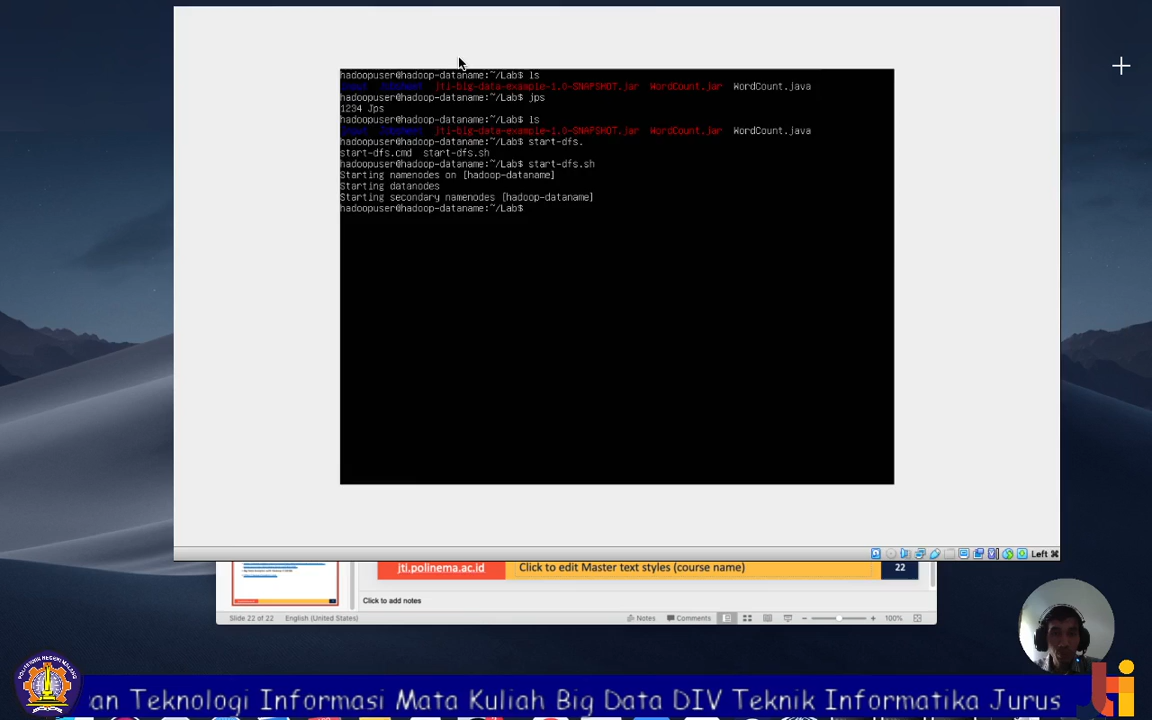 hadoopuser@hadoop-dataname:~/Lab$ ls
jti-big-data-example-1.0-SNAPSHOT.jar WordCount.jar WordCount.java
hadoopuser@hadoop-dataname:~/Lab$ jps
1234 Jps
hadoopuser@hadoop-dataname:~/Lab$ ls
jti-big-data-example-1.0-SNAPSHOT.jar WordCount.jar WordCount.java
hadoopuser@hadoop-dataname:~/Lab$ start-dfs.
start-dfs.cmd start-dfs.sh
hadoopuser@hadoop-dataname:~/Lab$ start-dfs.sh
Starting namenodes on [hadoop-dataname]
Starting datanodes
Starting secondary namenodes [hadoop-dataname]
hadoopuser@hadoop-dataname:~/Lab$
Left ⌘
jti.polinema.ac.id Click to edit Master text styles (course name) 22
Click to add notes
Slide 22 of 22 English (United States) Notes Comments 100%
POLITEKNIK NEGERI MALANG
an Teknologi Informasi Mata Kuliah Big Data DIV Teknik Informatika Jurus